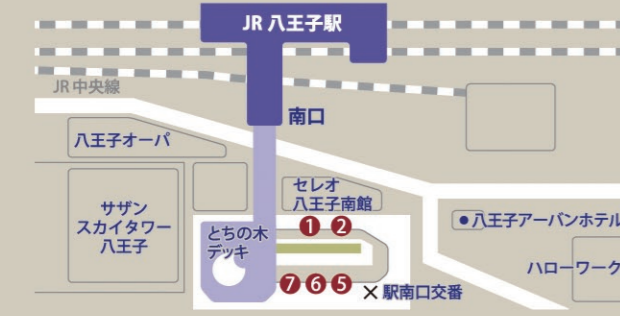 JR 八王子駅
JR中央線
南口
八王子オーパ
セレオ
八王子南館
サザン
スカイタワー
八王子
とちの木
デッキ
1 2
八王子アーバンホテル
ハローワーク
7 6 5
駅南口交番